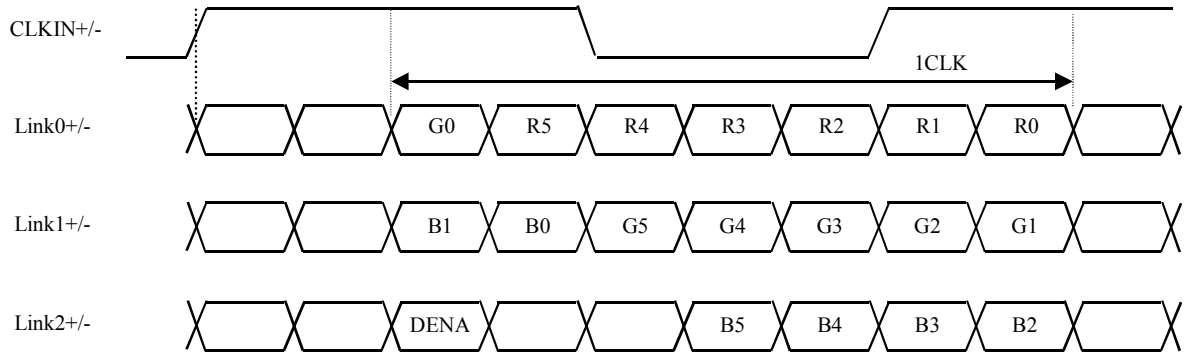 CLKIN+/-
1CLK
Link0+/- G0 R5 R4 R3 R2 R1 R0
Link1+/- B1 B0 G5 G4 G3 G2 G1
Link2+/- DENA B5 B4 B3 B2